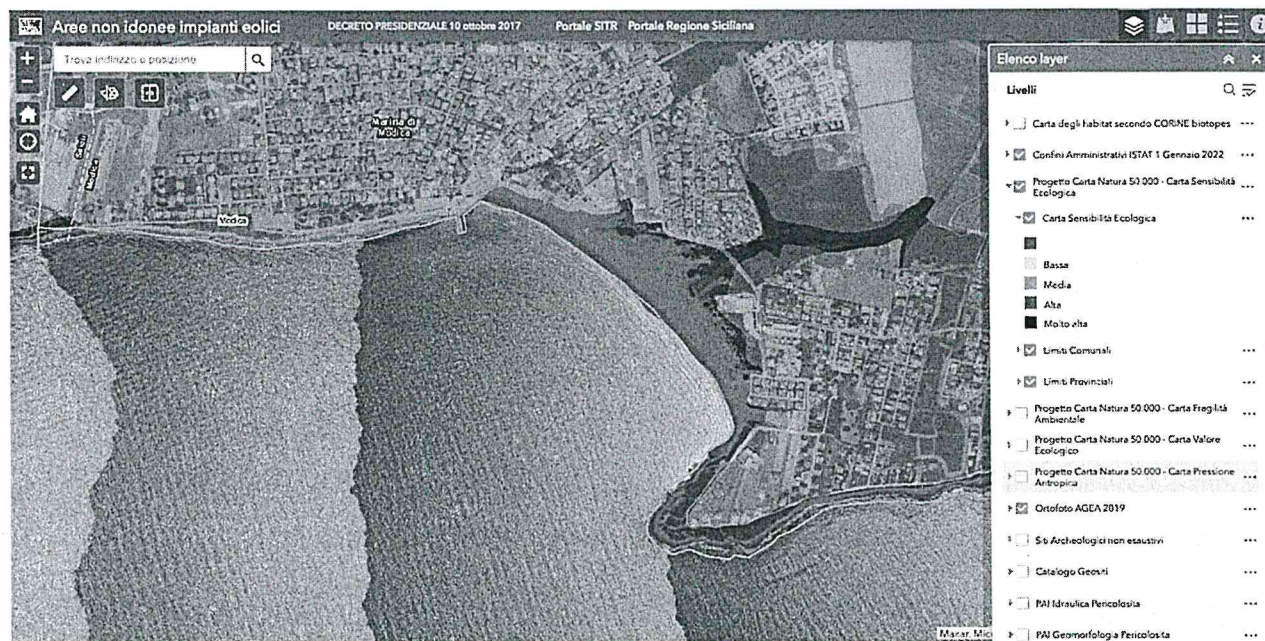 Aree non idonee impianti eolici
DECRETO PRESIDENZIALE 10 ottobre 2017
Portale SITR
Portale Regione Siciliana
Trova indirizzo o posizione
Marina di
Modica
Scicli
Modica
Modica
Elenco layer
Livelli
Carta degli habitat secondo CORINE biotopes
Confini Amministrativi ISTAT 1 Gennaio 2022
Progetto Carta Natura 50.000 - Carta Sensibilità
Ecologica
Carta Sensibilità Ecologica
Bassa
Media
Alta
Molto alta
Limiti Comunali
Limiti Provinciali
Progetto Carta Natura 50.000 - Carta Fragilità
Ambientale
Progetto Carta Natura 50.000 - Carta Valore
Ecologico
Progetto Carta Natura 50.000 - Carta Pressione
Antropica
Ortofoto AGEA 2019
Siti Archeologici non esaustivi
Catalogo Geositi
PAI Idraulica Pericolosita
PAI Geomorfologia Pericolosita
Maxar, Mic